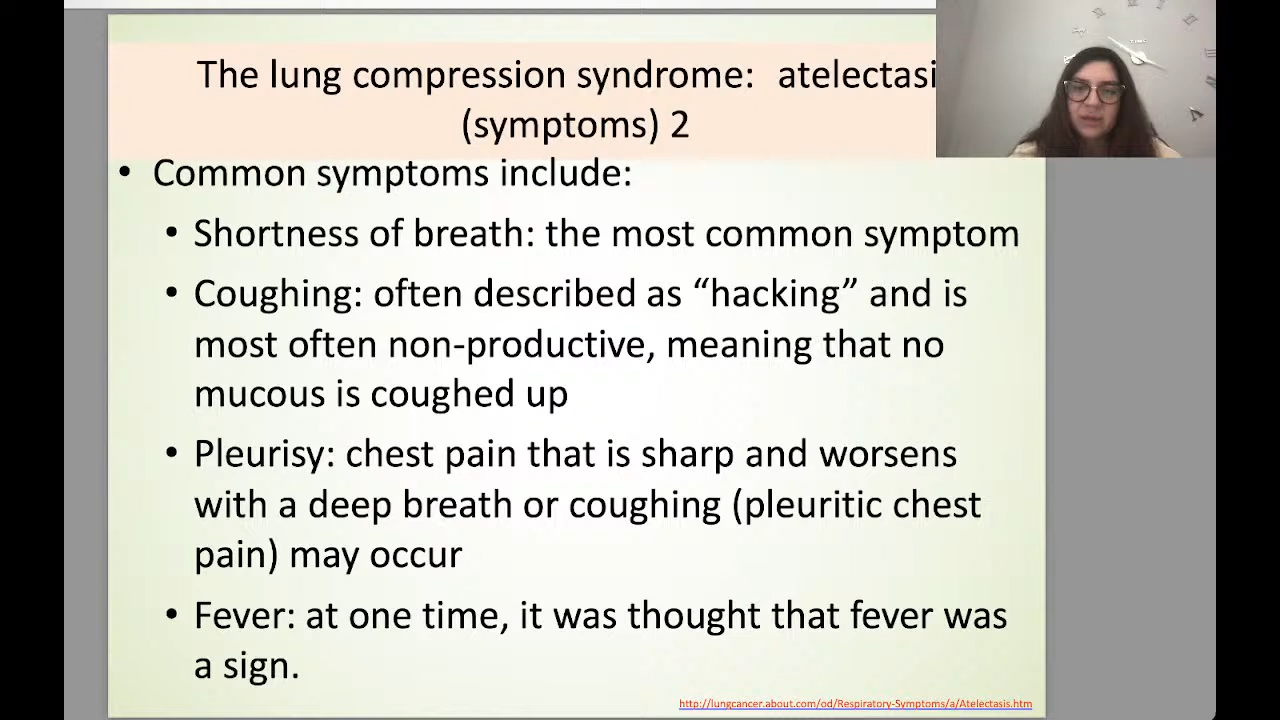 The lung compression syndrome: atelectasi
(symptoms) 2
• Common symptoms include:
• Shortness of breath: the most common symptom
• Coughing: often described as “hacking” and is
most often non-productive, meaning that no
mucous is coughed up
• Pleurisy: chest pain that is sharp and worsens
with a deep breath or coughing (pleuritic chest
pain) may occur
• Fever: at one time, it was thought that fever was
a sign.
http://lungcancer.about.com/od/Respiratory-Symptoms/a/Atelectasis.htm